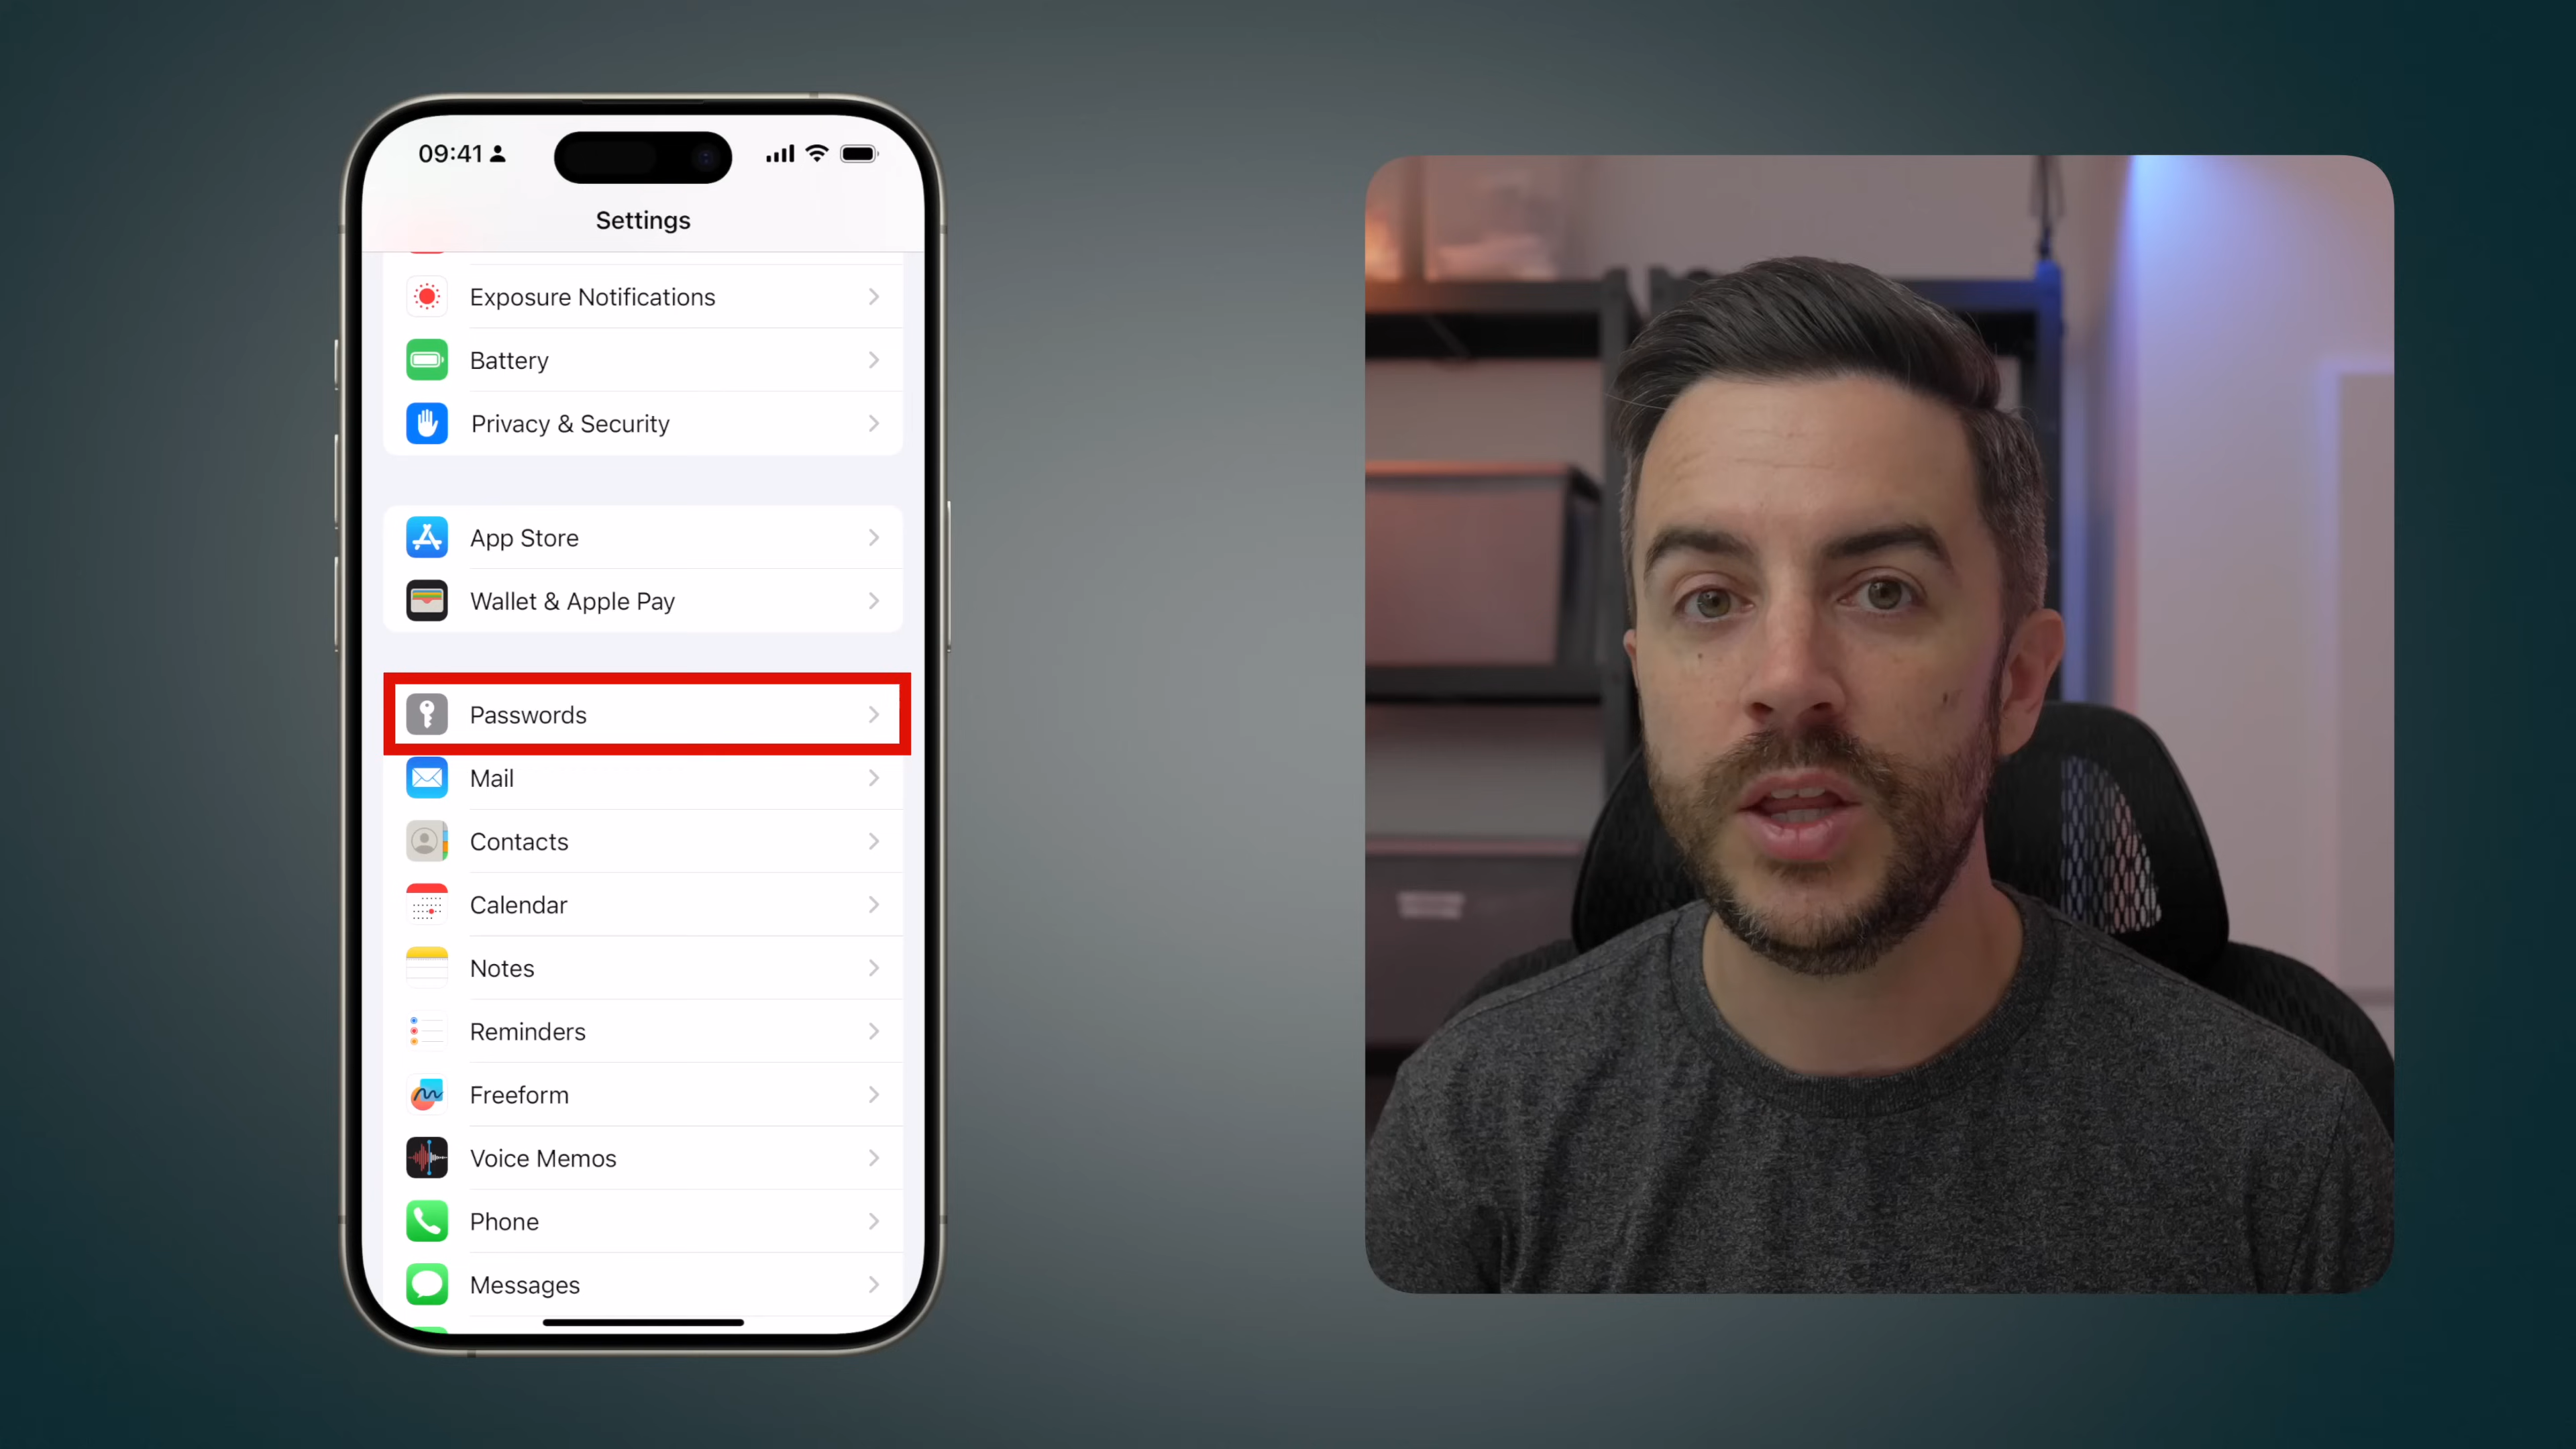 09:41
Settings
Exposure Notifications
Battery
Privacy & Security
App Store
Wallet & Apple Pay
Passwords
Mail
Contacts
Calendar
Notes
Reminders
Freeform
Voice Memos
Phone
Messages